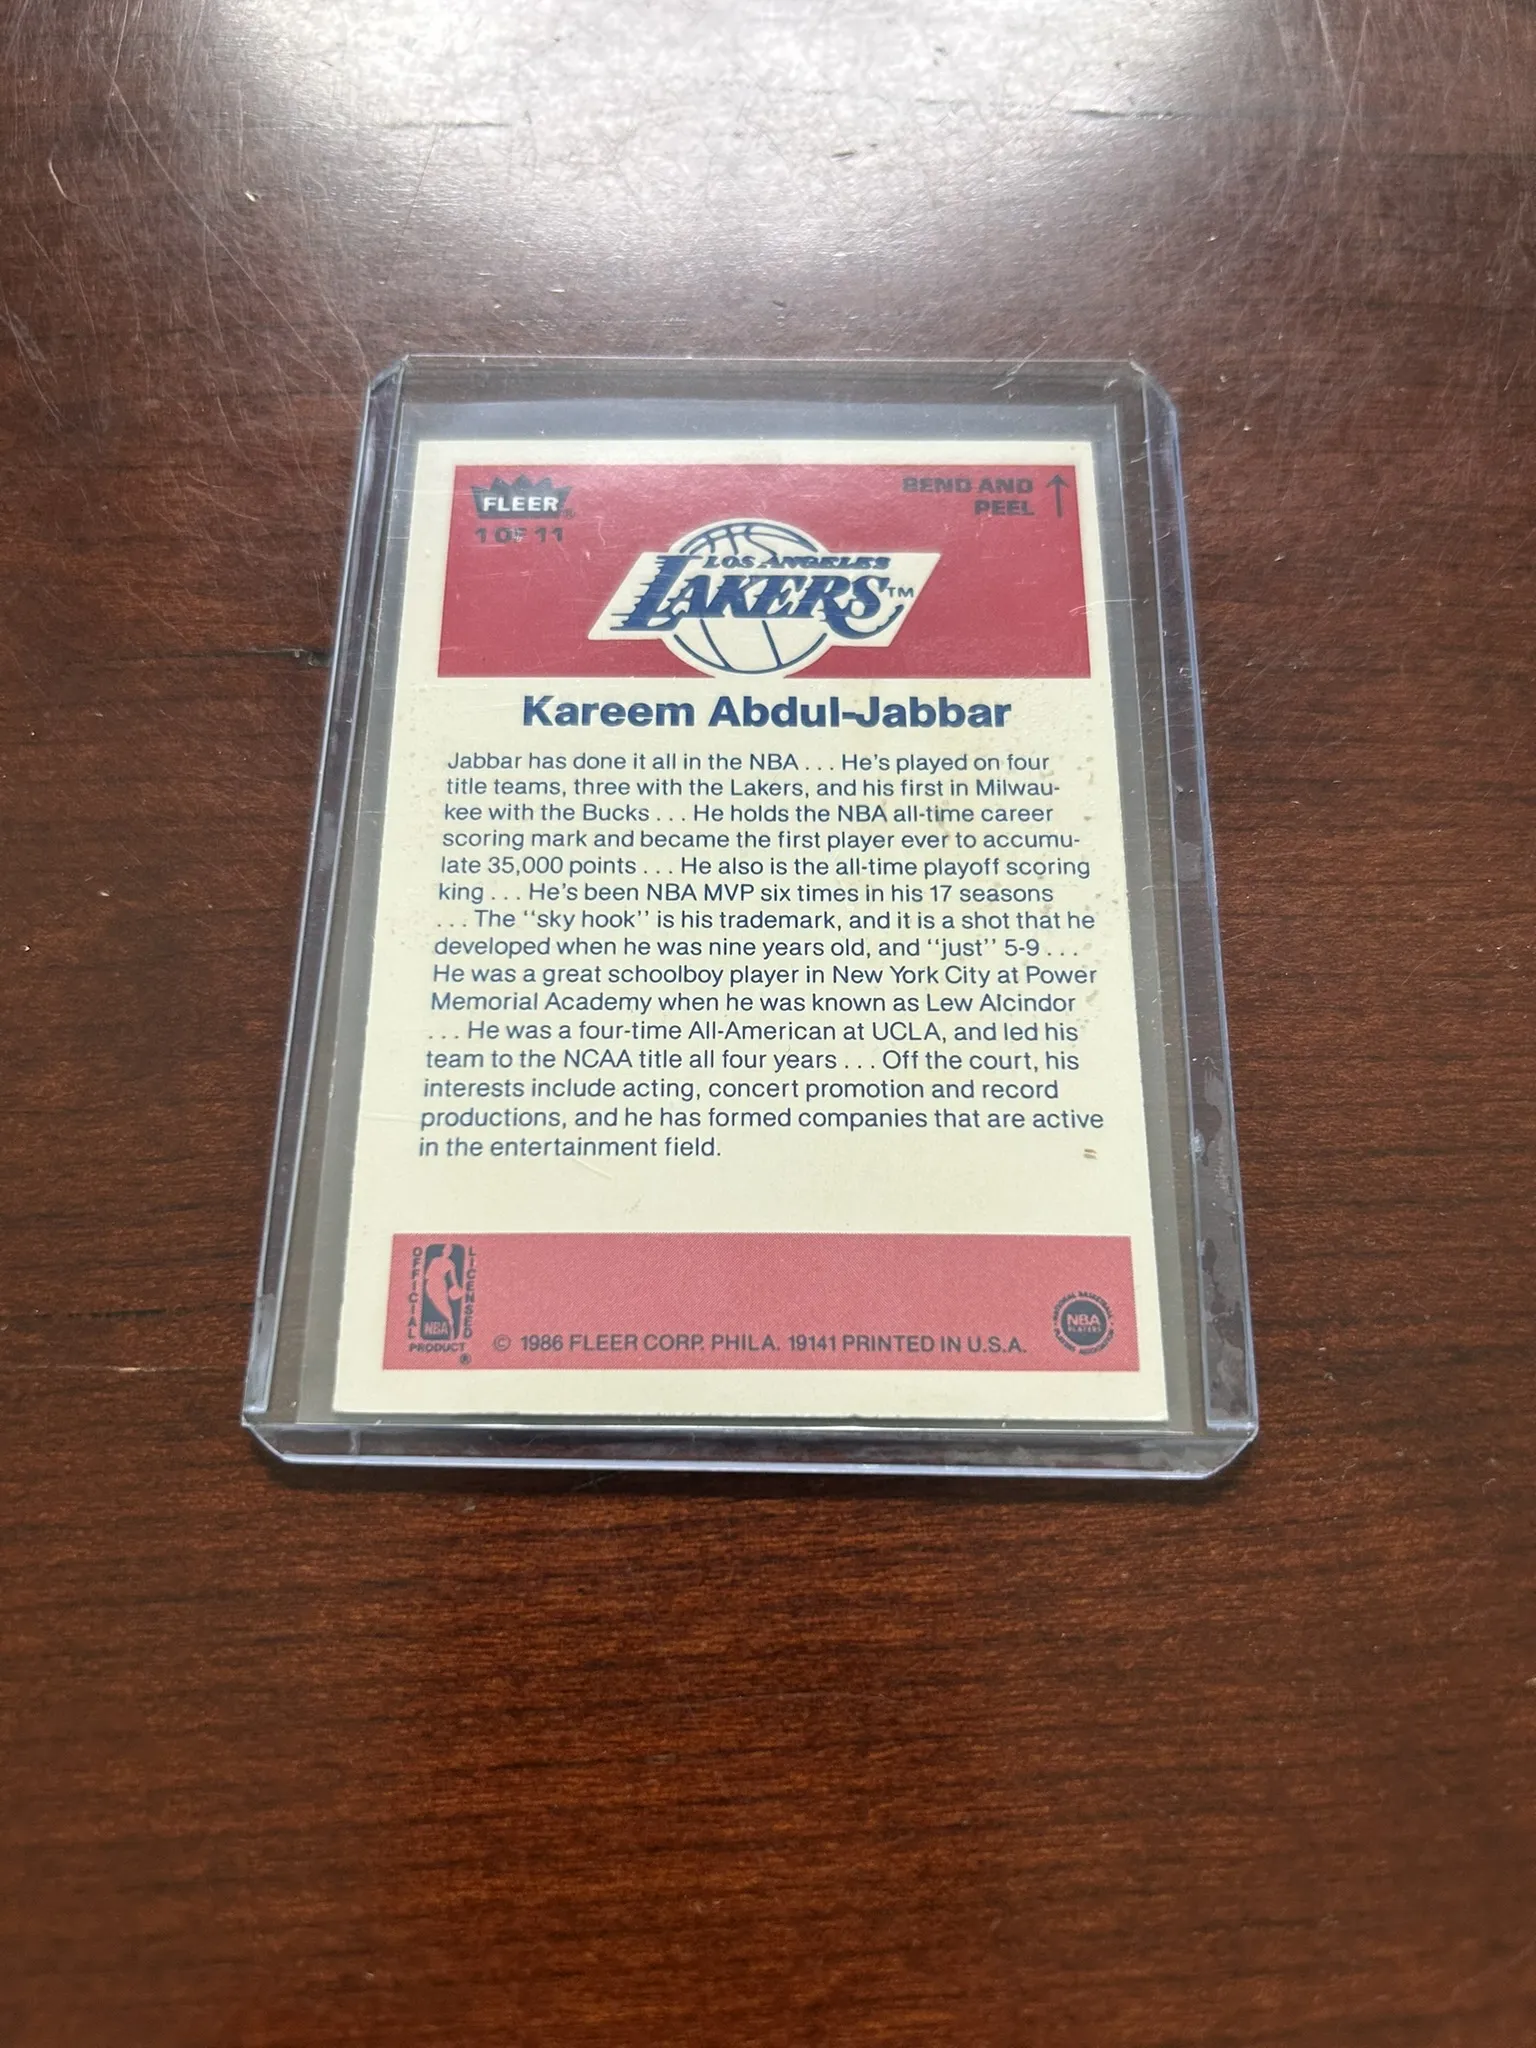 FLEER®
1 OF 11
BEND AND
PEEL ↑
LOS ANGELES
LAKERS™
Kareem Abdul-Jabbar
Jabbar has done it all in the NBA . . . He's played on four
title teams, three with the Lakers, and his first in Milwau-
kee with the Bucks . . . He holds the NBA all-time career
scoring mark and became the first player ever to accumu-
late 35,000 points . . . He also is the all-time playoff scoring
king . . . He's been NBA MVP six times in his 17 seasons
. . . The ‘‘sky hook’’ is his trademark, and it is a shot that he
developed when he was nine years old, and ‘‘just’’ 5-9 . . .
He was a great schoolboy player in New York City at Power
Memorial Academy when he was known as Lew Alcindor
. . . He was a four-time All-American at UCLA, and led his
team to the NCAA title all four years . . . Off the court, his
interests include acting, concert promotion and record
productions, and he has formed companies that are active
in the entertainment field.
OFFICIAL
LICENSED
NBA
PRODUCT
®
© 1986 FLEER CORP. PHILA. 19141 PRINTED IN U.S.A.
NATIONAL BASKETBALL
NBA
PLAYERS
PLAYERS ASSOCIATION